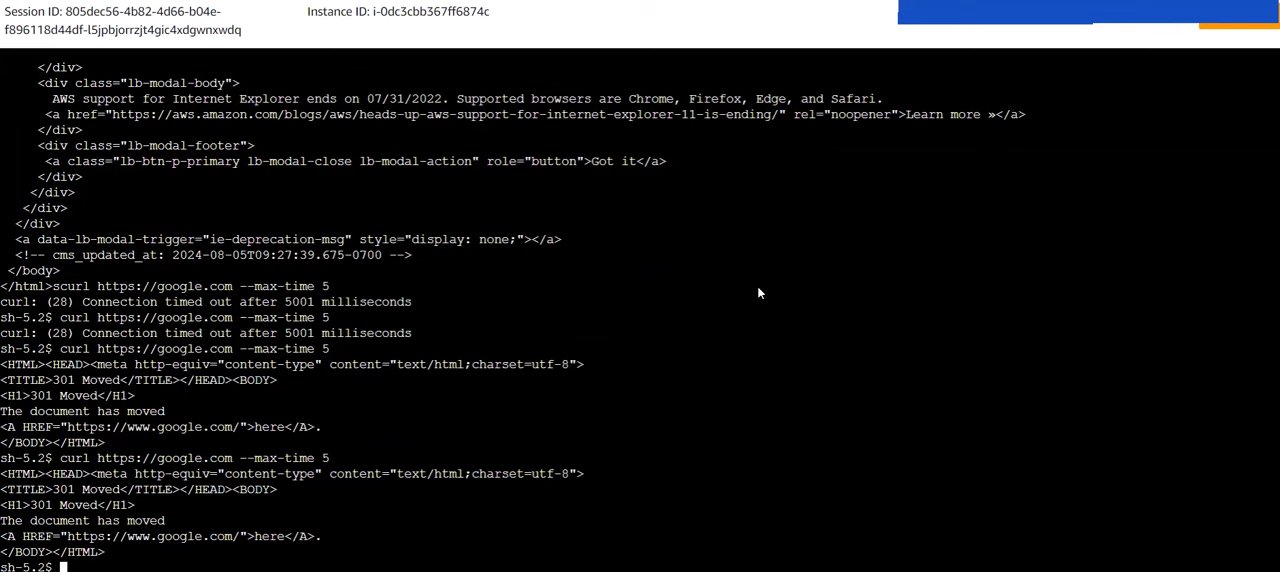 Session ID: 805dec56-4b82-4d66-b04e-
f896118d44df-l5jpbjorrzjt4gic4xdgwnxwdq
Instance ID: i-0dc3cbb367ff6874c
</div>
<div class="lb-modal-body">
AWS support for Internet Explorer ends on 07/31/2022. Supported browsers are Chrome, Firefox, Edge, and Safari.
<a href="https://aws.amazon.com/blogs/aws/heads-up-aws-support-for-internet-explorer-11-is-ending/" rel="noopener">Learn more »</a>
</div>
<div class="lb-modal-footer">
<a class="lb-btn-p-primary lb-modal-close lb-modal-action" role="button">Got it</a>
</div>
</div>
</div>
</div>
<a data-lb-modal-trigger="ie-deprecation-msg" style="display: none;"></a>
<!-- cms_updated_at: 2024-08-05T09:27:39.675-0700 -->
</body>
</html>scurl https://google.com --max-time 5
curl: (28) Connection timed out after 5001 milliseconds
sh-5.2$ curl https://google.com --max-time 5
curl: (28) Connection timed out after 5001 milliseconds
sh-5.2$ curl https://google.com --max-time 5
<HTML><HEAD><meta http-equiv="content-type" content="text/html;charset=utf-8">
<TITLE>301 Moved</TITLE></HEAD><BODY>
<H1>301 Moved</H1>
The document has moved
<A HREF="https://www.google.com/">here</A>.
</BODY></HTML>
sh-5.2$ curl https://google.com --max-time 5
<HTML><HEAD><meta http-equiv="content-type" content="text/html;charset=utf-8">
<TITLE>301 Moved</TITLE></HEAD><BODY>
<H1>301 Moved</H1>
The document has moved
<A HREF="https://www.google.com/">here</A>.
</BODY></HTML>
sh-5.2$